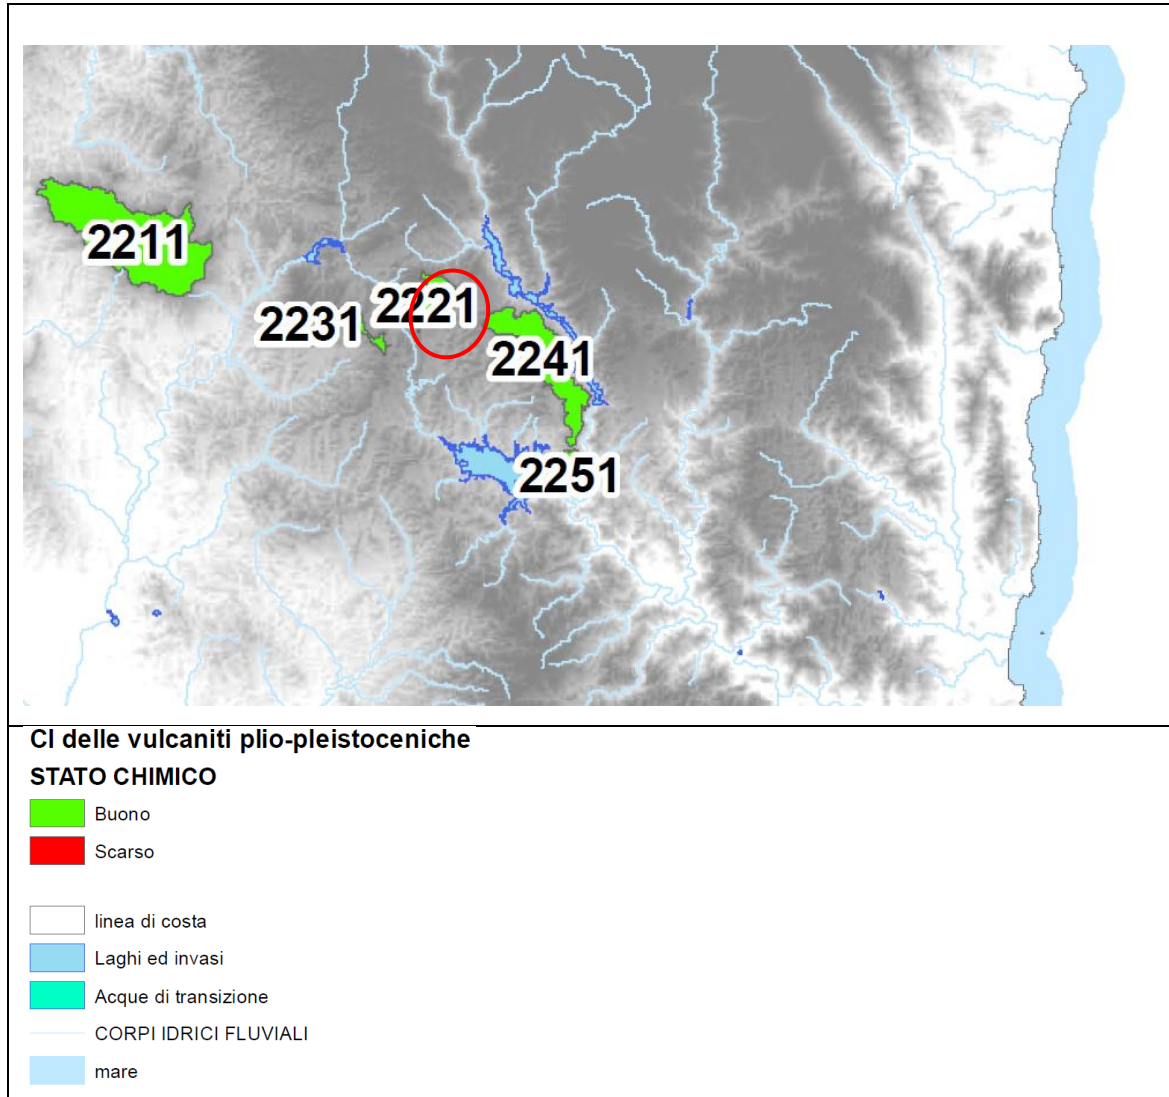 2211
2221
2231
2241
2251
CI delle vulcaniti plio-pleistoceniche
STATO CHIMICO
Buono
Scarso
linea di costa
Laghi ed invasi
Acque di transizione
CORPI IDRICI FLUVIALI
mare